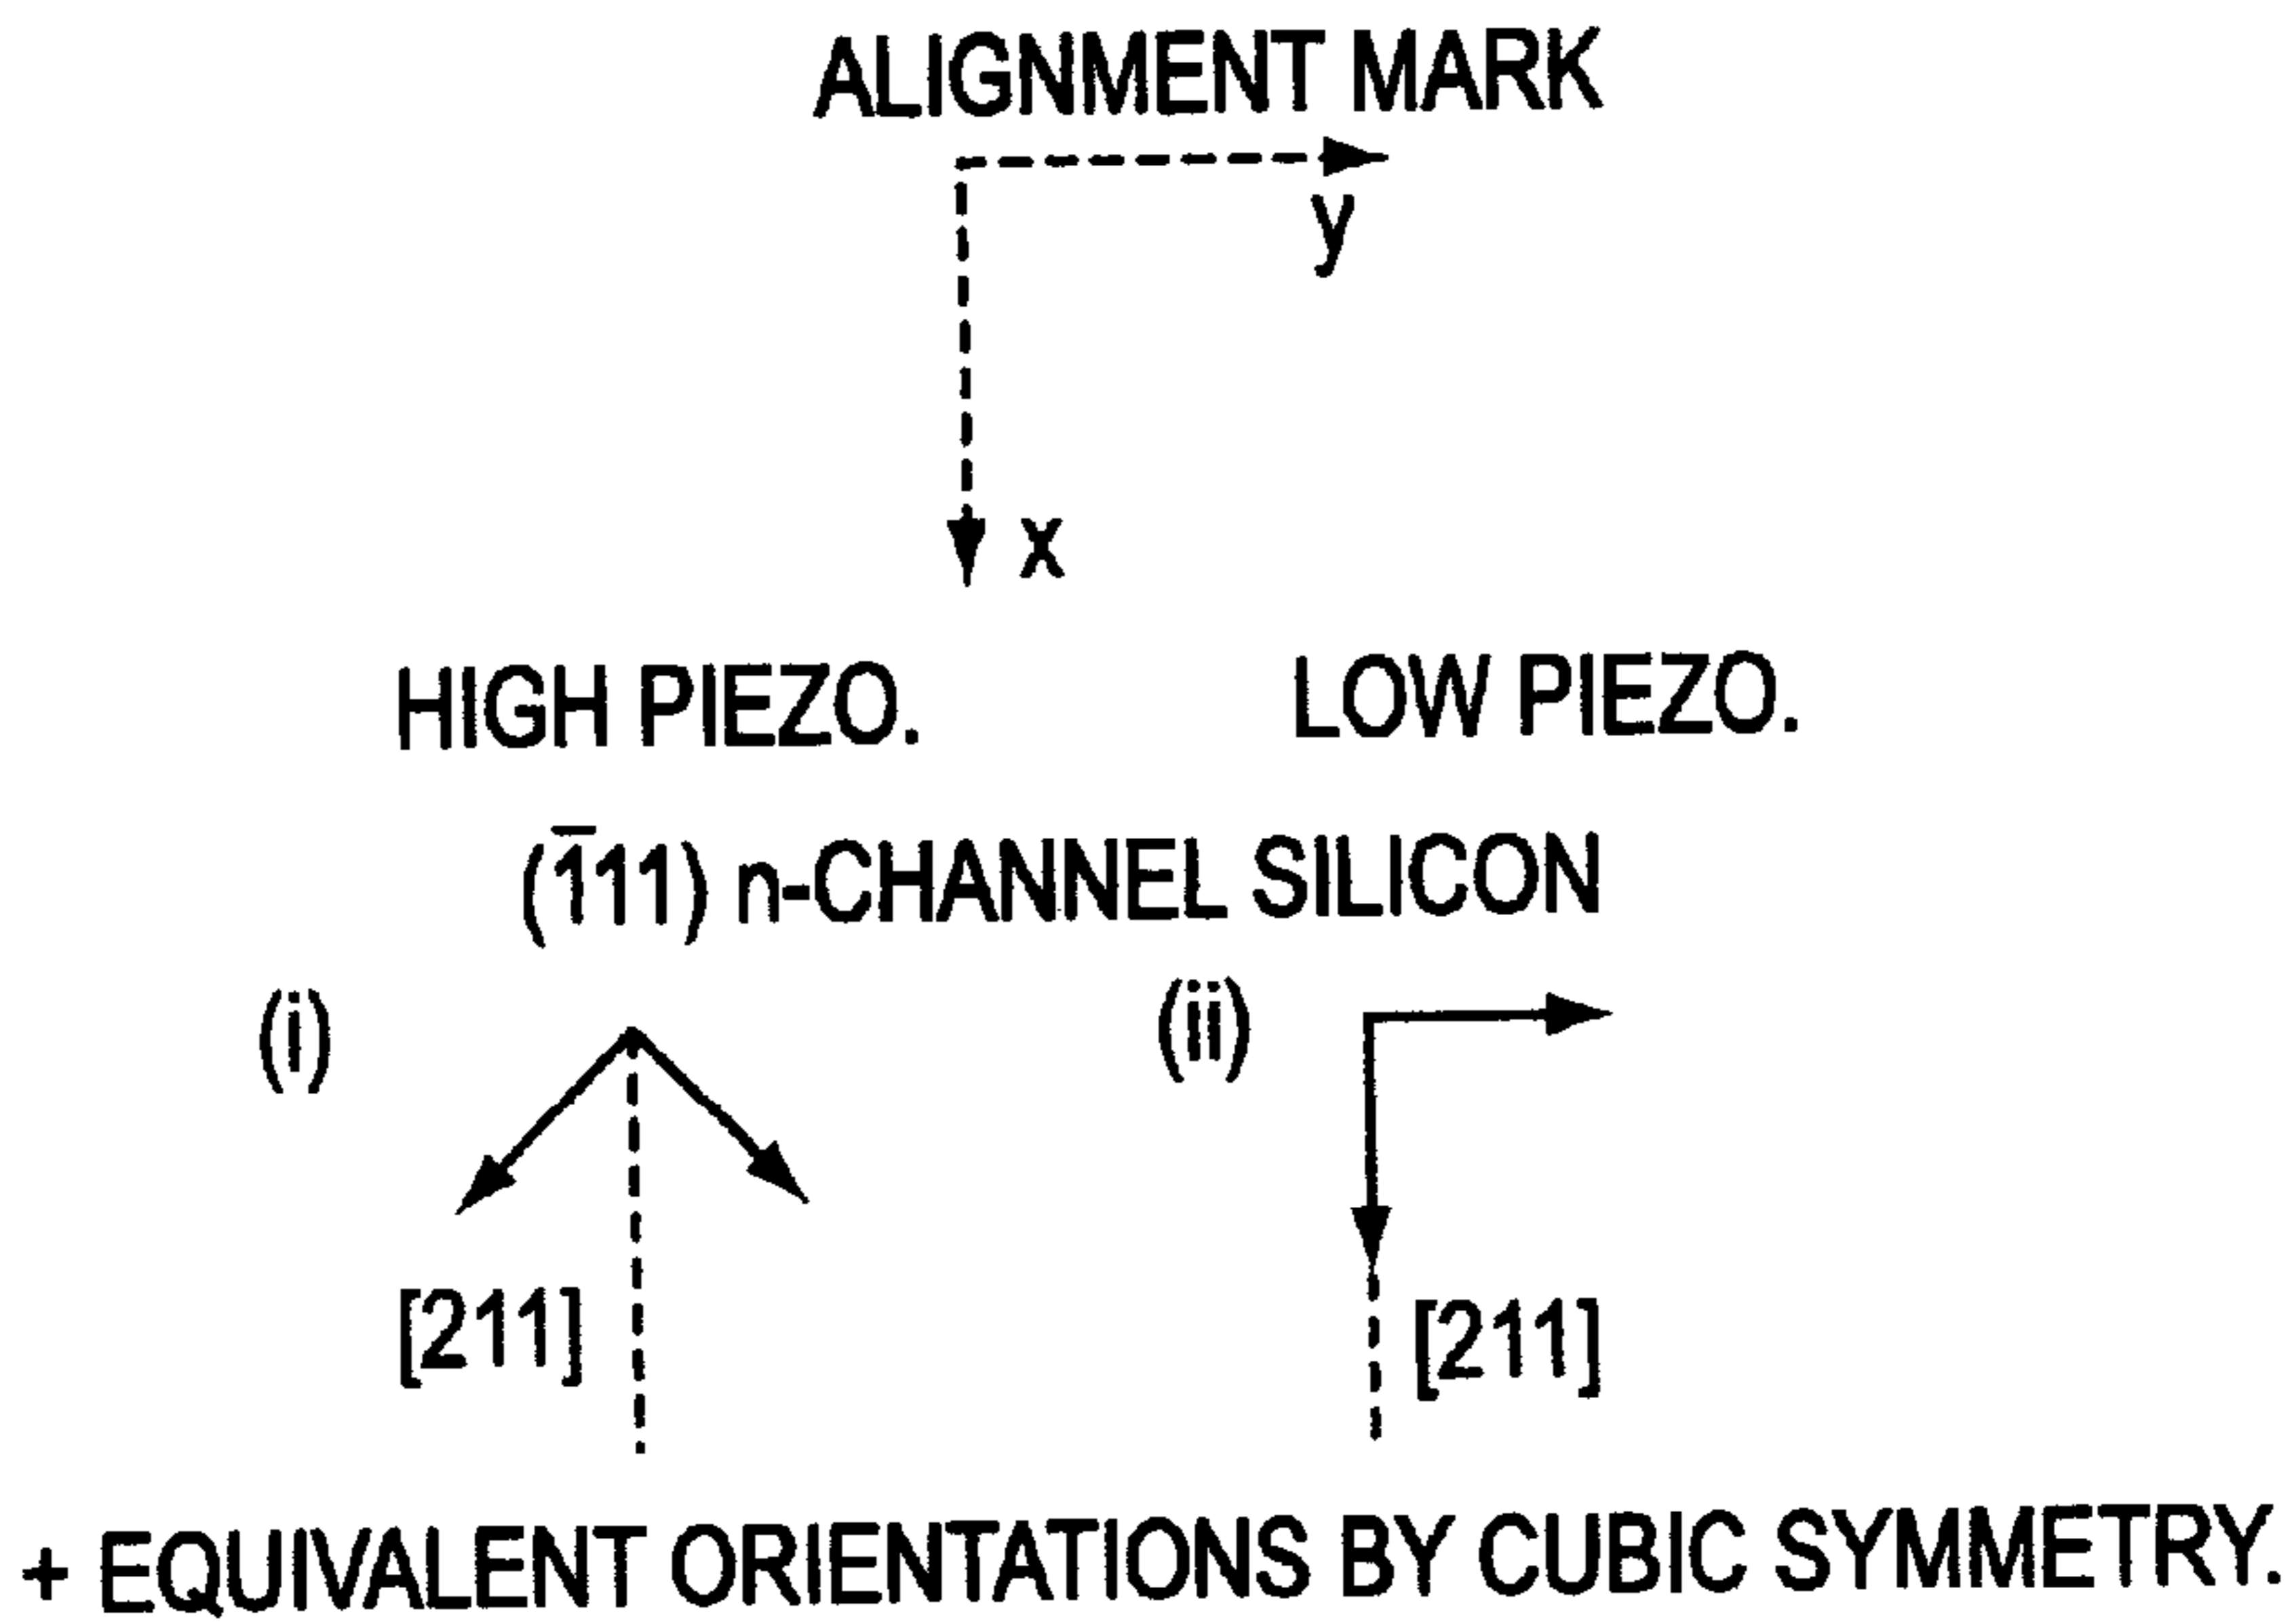 ALIGNMENT MARK
y
x
HIGH PIEZO. LOW PIEZO.
(1̅11) n-CHANNEL SILICON
(i) (ii)
[211] [211]
+ EQUIVALENT ORIENTATIONS BY CUBIC SYMMETRY.